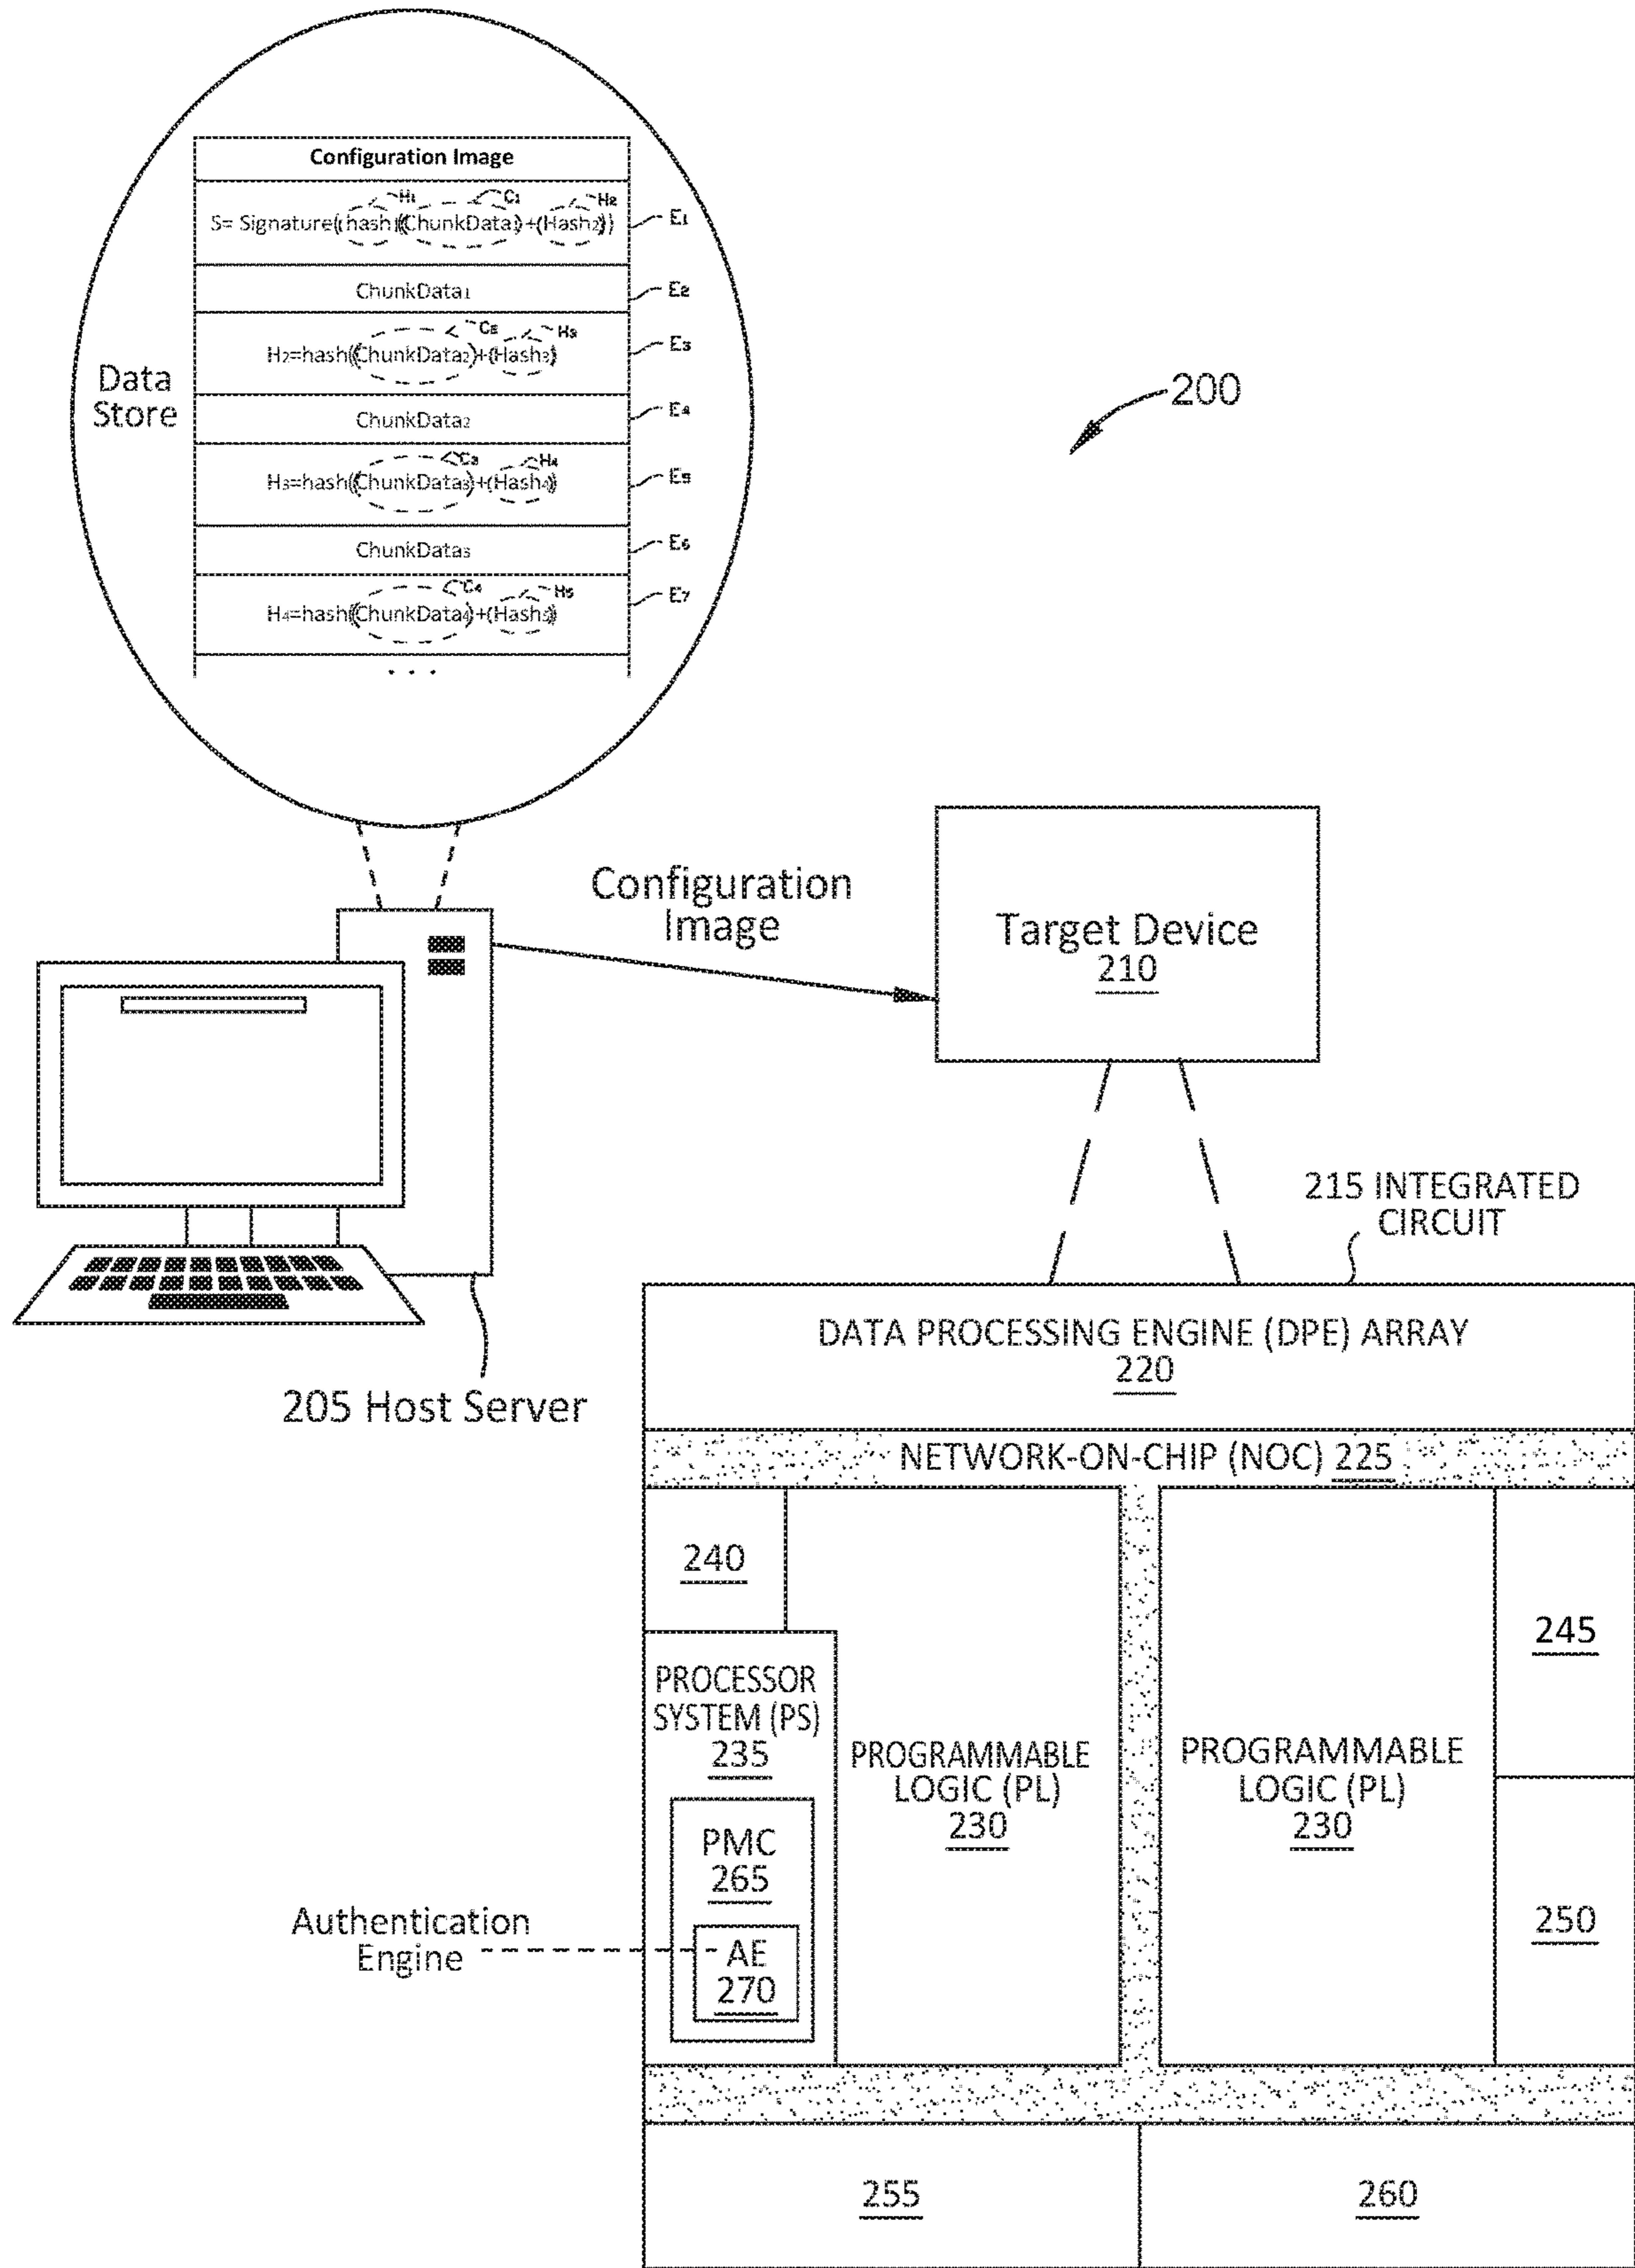 Configuration Image
H1 C1 H2
S= Signature((hash)((ChunkData1)+(Hash2)) E1
ChunkData1 E2
C2 H3
H2=hash((ChunkData2)+(Hash3) E3
ChunkData2 E4
C3 H4
H3=hash((ChunkData3)+(Hash4) E5
ChunkData3 E6
C4 H5
H4=hash((ChunkData4)+(Hash5) E7
. . .
Data
Store
200
Configuration
Image
Target Device
210
205 Host Server
215 INTEGRATED
CIRCUIT
DATA PROCESSING ENGINE (DPE) ARRAY
220
NETWORK-ON-CHIP (NOC) 225
240
PROCESSOR
SYSTEM (PS)
235
PMC
265
AE
270
Authentication
Engine
PROGRAMMABLE
LOGIC (PL)
230
PROGRAMMABLE
LOGIC (PL)
230
245
250
255
260